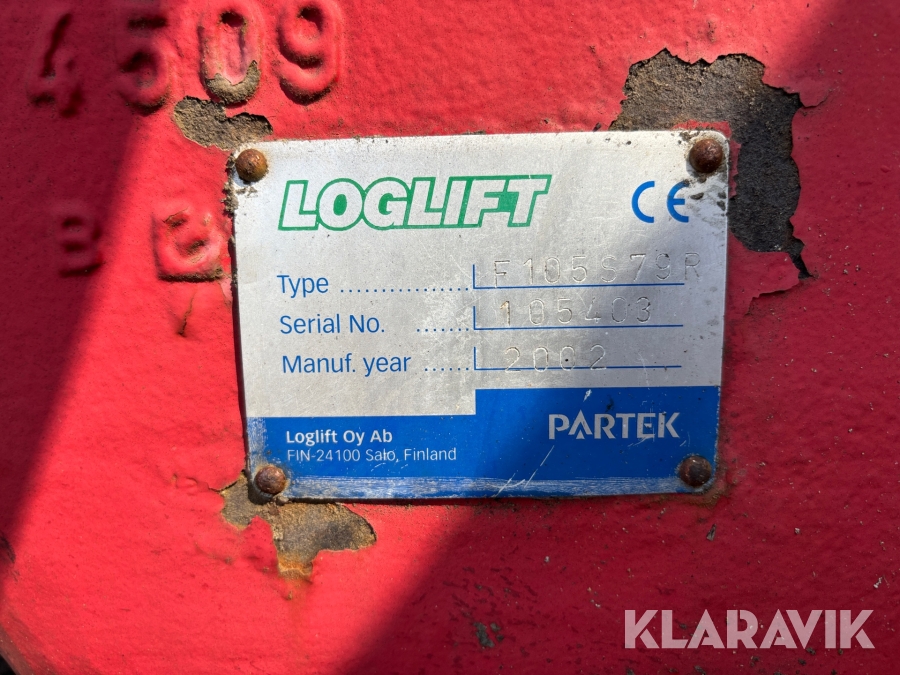 4509
LOGLIFT CE
Type ................ F105S79R
Serial No. ........ 105403
Manuf. year ...... 2002
Loglift Oy Ab
FIN-24100 Salo, Finland
PARTEK
KLARAVIK